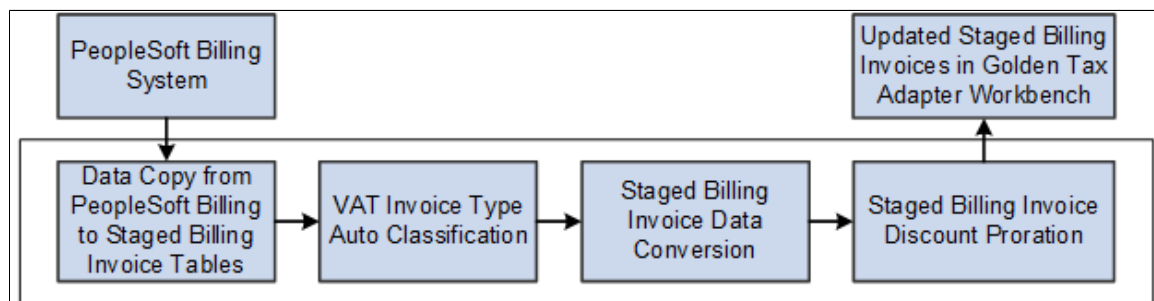 PeopleSoft Billing
System
Updated Staged Billing
Invoices in Golden Tax
Adapter Workbench
Data Copy from
PeopleSoft Billing
to Staged Billing
Invoice Tables
VAT Invoice Type
Auto Classification
Staged Billing
Invoice Data
Conversion
Staged Billing Invoice
Discount Proration